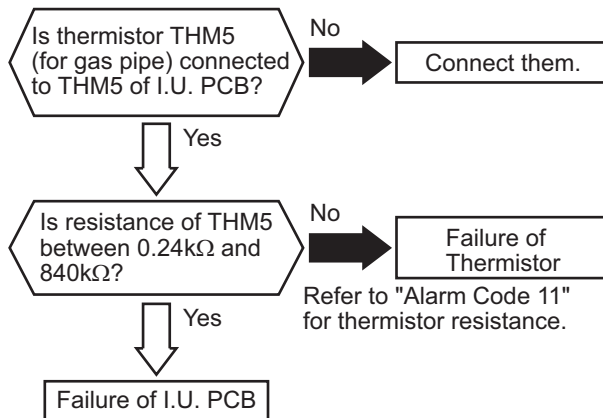 Is thermistor THM5
(for gas pipe) connected
to THM5 of I.U. PCB?
No
Connect them.
Yes
Is resistance of THM5
between 0.24kΩ and
840kΩ?
No
Failure of
Thermistor
Refer to "Alarm Code 11"
for thermistor resistance.
Yes
Failure of I.U. PCB